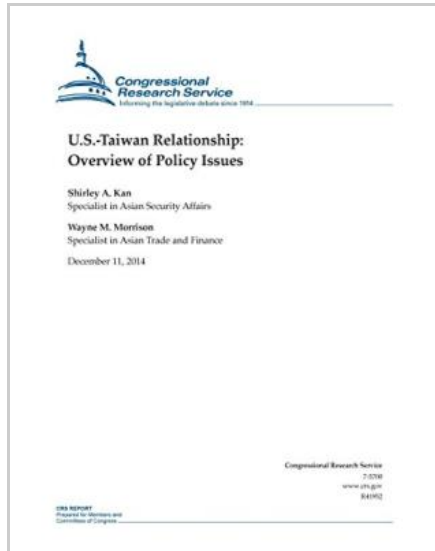 Congressional
Research Service
Informing the legislative debate since 1914
U.S.-Taiwan Relationship:
Overview of Policy Issues
Shirley A. Kan
Specialist in Asian Security Affairs
Wayne M. Morrison
Specialist in Asian Trade and Finance
December 11, 2014
Congressional Research Service
7-5700
www.crs.gov
R41952
CRS REPORT
Prepared for Members and
Committees of Congress